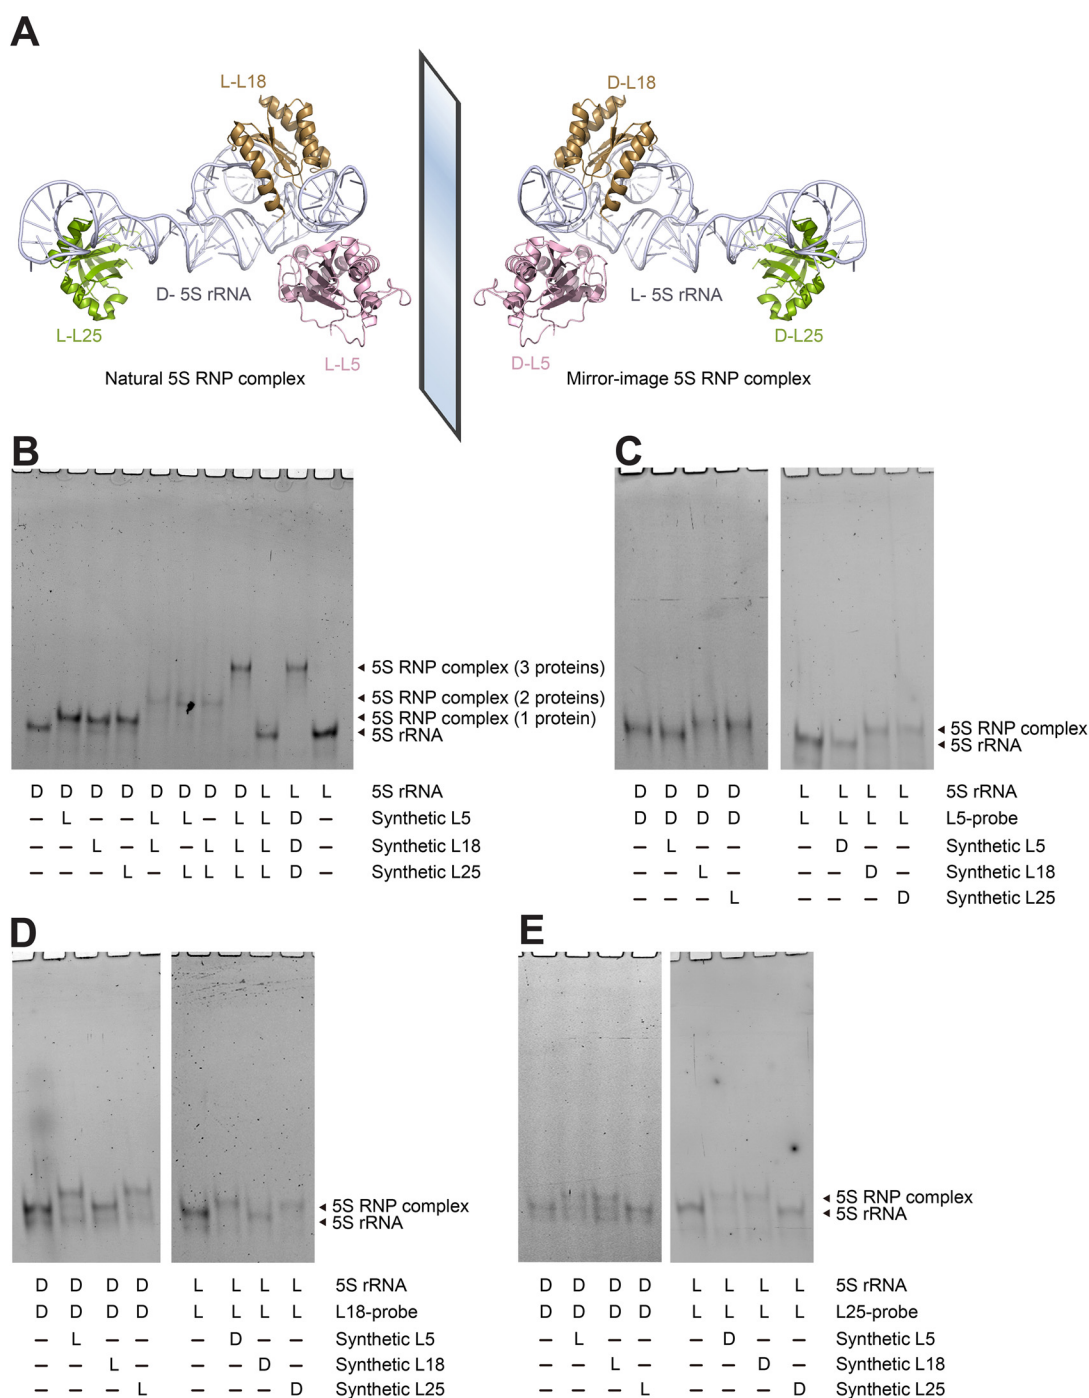 A
L-L18
D-L18
D- 5S rRNA
L- 5S rRNA
L-L25
L-L5
D-L5
D-L25
Natural 5S RNP complex
Mirror-image 5S RNP complex
B
5S RNP complex (3 proteins)
5S RNP complex (2 proteins)
5S RNP complex (1 protein)
5S rRNA
D D D D D D D D L L L 5S rRNA
– L – – L L – L L D – Synthetic L5
– – L – L – L L L D – Synthetic L18
– – – L – L L L L D – Synthetic L25
C
5S RNP complex
5S rRNA
D D D D L L L L 5S rRNA
D D D D L L L L L5-probe
– L – – – D – – Synthetic L5
– – L – – – D – Synthetic L18
– – – L – – – D Synthetic L25
D
5S RNP complex
5S rRNA
D D D D L L L L 5S rRNA
D D D D L L L L L18-probe
– L – – – D – – Synthetic L5
– – L – – – D – Synthetic L18
– – – L – – – D Synthetic L25
E
5S RNP complex
5S rRNA
D D D D L L L L 5S rRNA
D D D D L L L L L25-probe
– L – – – D – – Synthetic L5
– – L – – – D – Synthetic L18
– – – L – – – D Synthetic L25